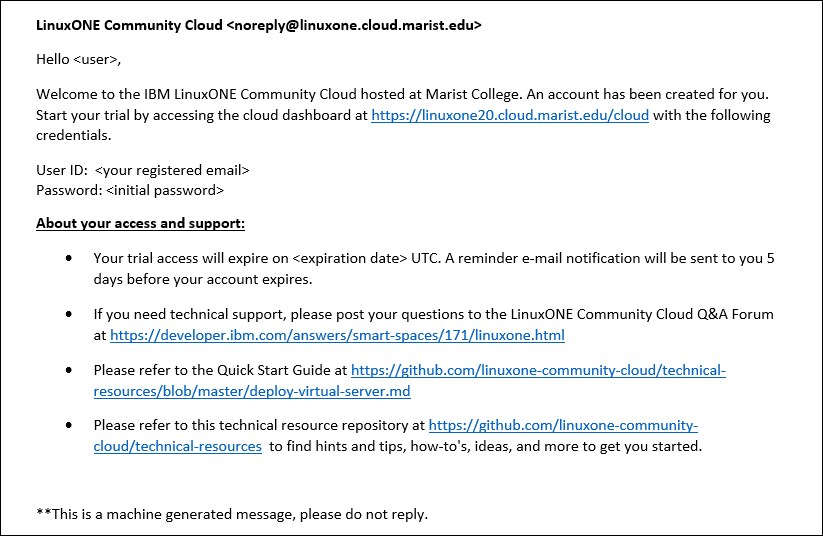 LinuxONE Community Cloud <noreply@linuxone.cloud.marist.edu>
Hello <user>,
Welcome to the IBM LinuxONE Community Cloud hosted at Marist College. An account has been created for you.
Start your trial by accessing the cloud dashboard at https://linuxone20.cloud.marist.edu/cloud with the following
credentials.
User ID:  <your registered email>
Password: <initial password>
About your access and support:
• Your trial access will expire on <expiration date> UTC. A reminder e-mail notification will be sent to you 5
days before your account expires.
• If you need technical support, please post your questions to the LinuxONE Community Cloud Q&A Forum
at https://developer.ibm.com/answers/smart-spaces/171/linuxone.html
• Please refer to the Quick Start Guide at https://github.com/linuxone-community-cloud/technical-
resources/blob/master/deploy-virtual-server.md
• Please refer to this technical resource repository at https://github.com/linuxone-community-
cloud/technical-resources  to find hints and tips, how-to's, ideas, and more to get you started.
**This is a machine generated message, please do not reply.